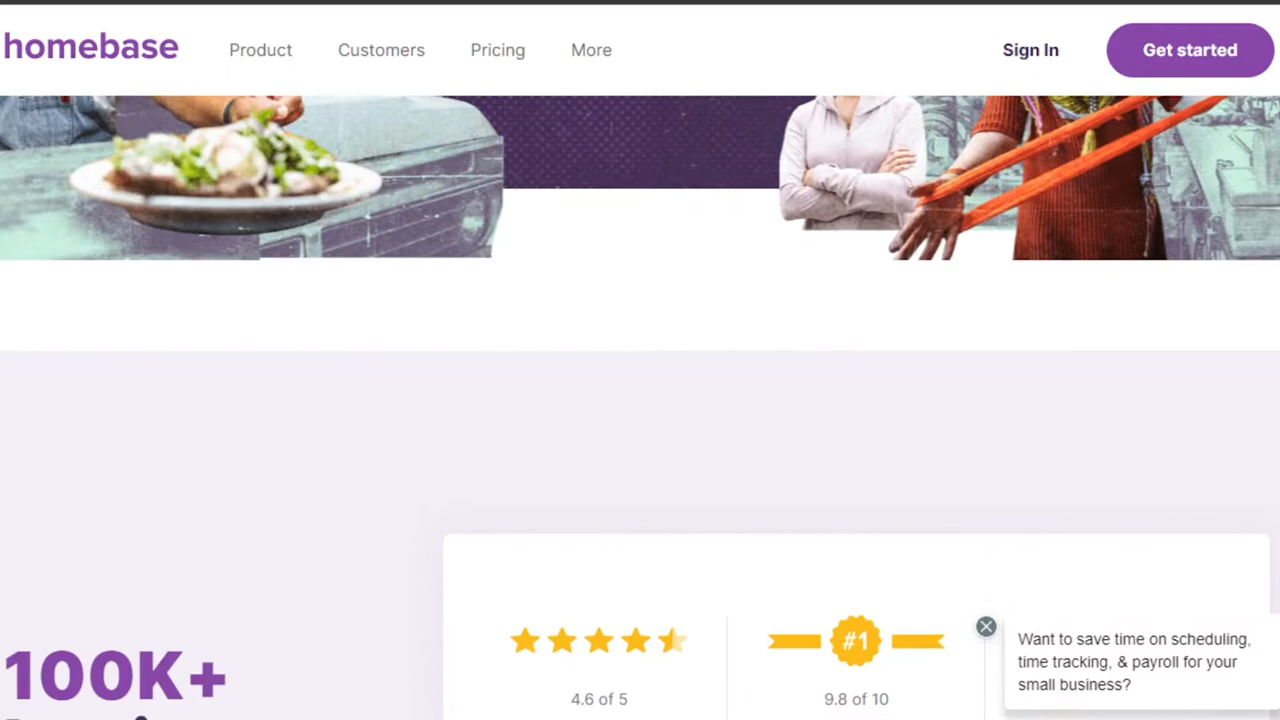 homebase
Product
Customers
Pricing
More
Sign In
Get started
#1
4.6 of 5
9.8 of 10
Want to save time on scheduling,
time tracking, & payroll for your
small business?
100K+